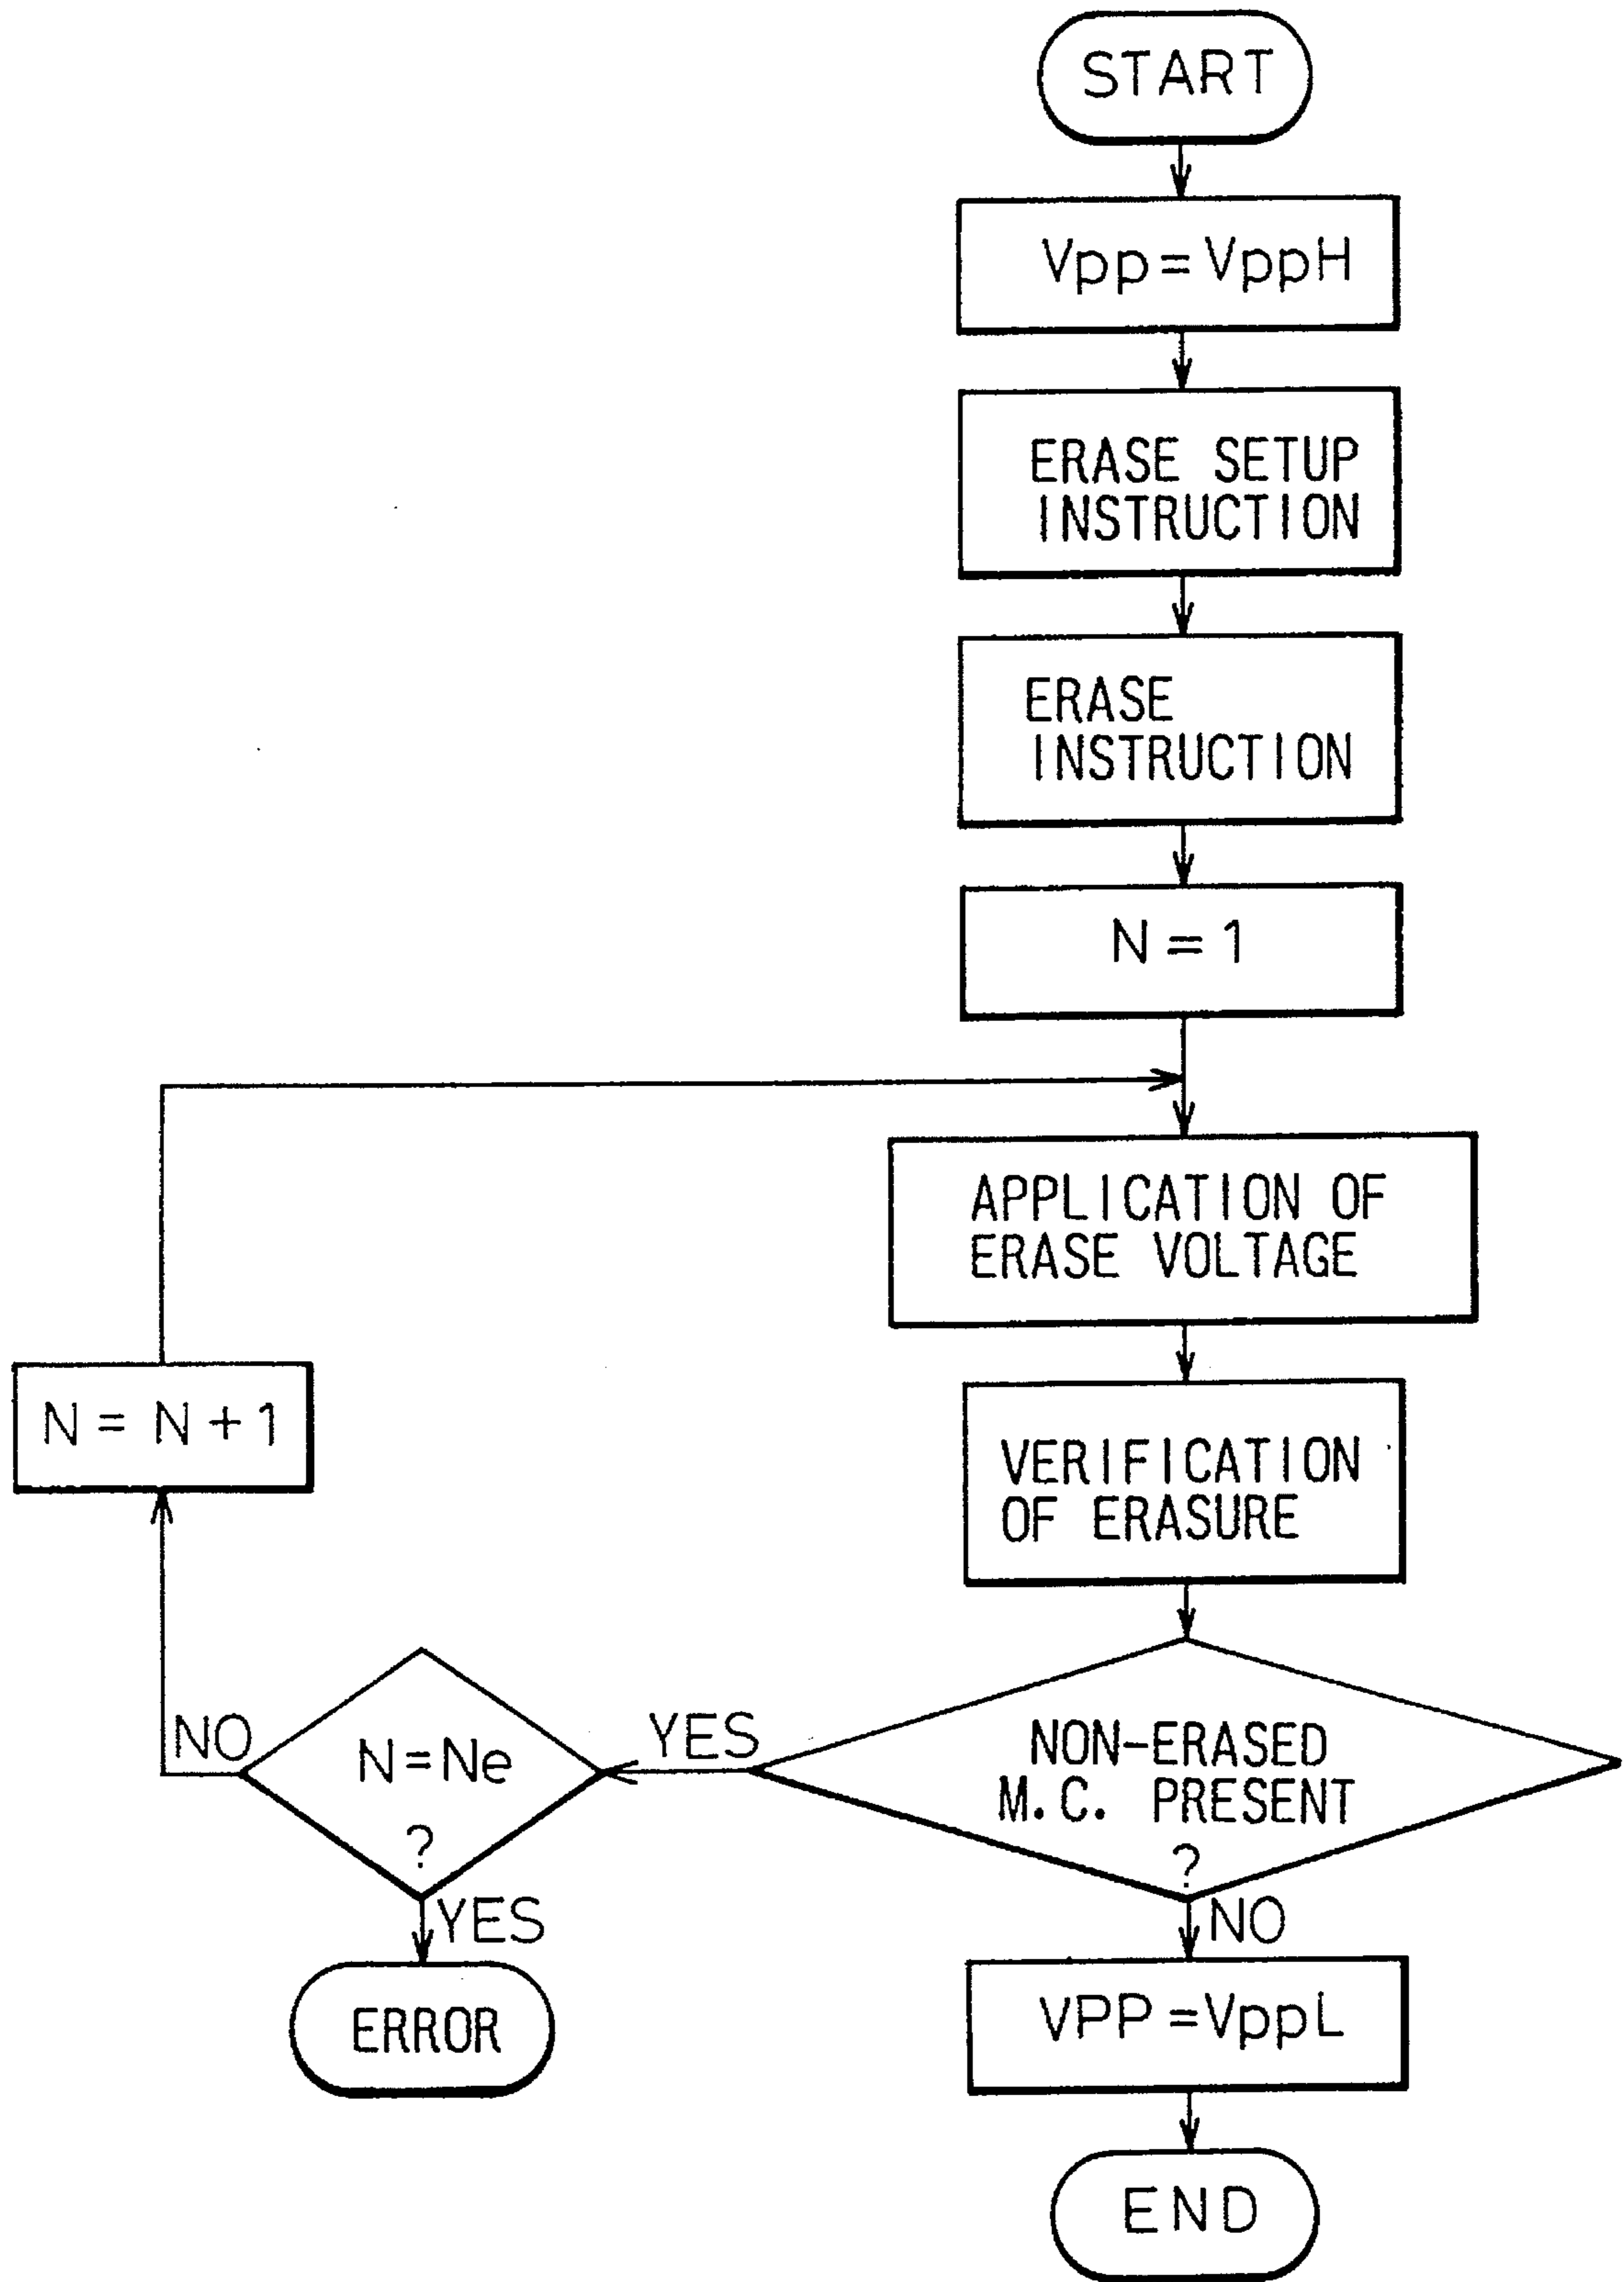 START
Vpp = VppH
ERASE SETUP
INSTRUCTION
ERASE
INSTRUCTION
N = 1
APPLICATION OF
ERASE VOLTAGE
N = N + 1
VERIFICATION
OF ERASURE
NON-ERASED
M.C. PRESENT
?
YES
N=Ne
?
NO
YES
NO
ERROR
VPP = VppL
END